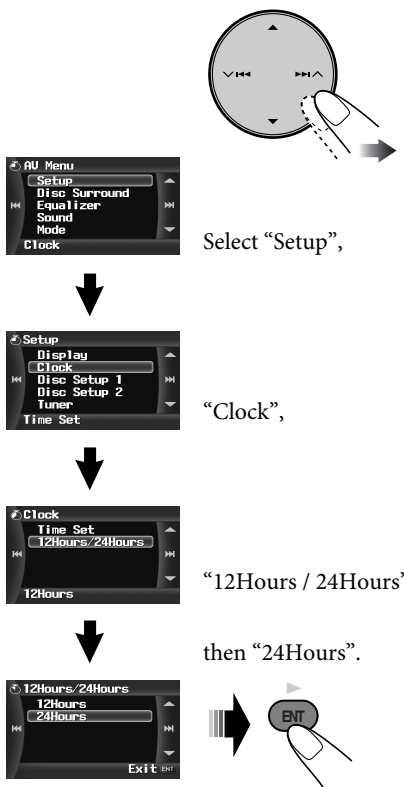 AV Menu
Setup
Disc Surround
Equalizer
Sound
Mode
Clock
Select “Setup”,
Setup
Display
Clock
Disc Setup 1
Disc Setup 2
Tuner
Time Set
“Clock”,
Clock
Time Set
12Hours/24Hours
12Hours
“12Hours / 24Hours”
then “24Hours”.
12Hours/24Hours
12Hours
24Hours
Exit ENT
ENT